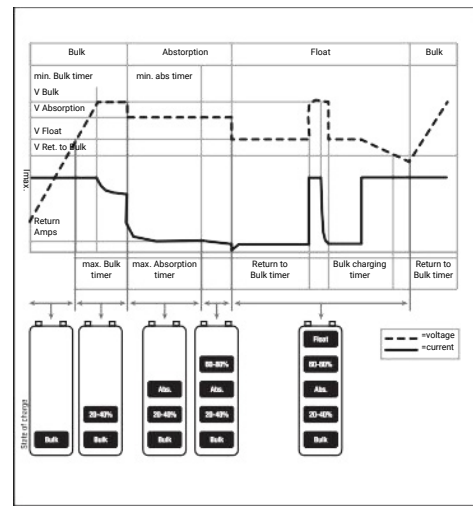 Bulk
Abstorption
Float
Bulk
min. Bulk timer
min. abs timer
V Bulk
V Absorption
V Float
V Ret. to Bulk
Imax.
Return
Amps
max. Bulk
timer
max. Absorption
timer
Return to
Bulk timer
Bulk charging
timer
Return to
Bulk timer
=voltage
=current
State of charge
Bulk
20-40%
Bulk
Abs.
20-40%
Bulk
60-80%
Abs.
20-40%
Bulk
Float
60-80%
Abs.
20-40%
Bulk